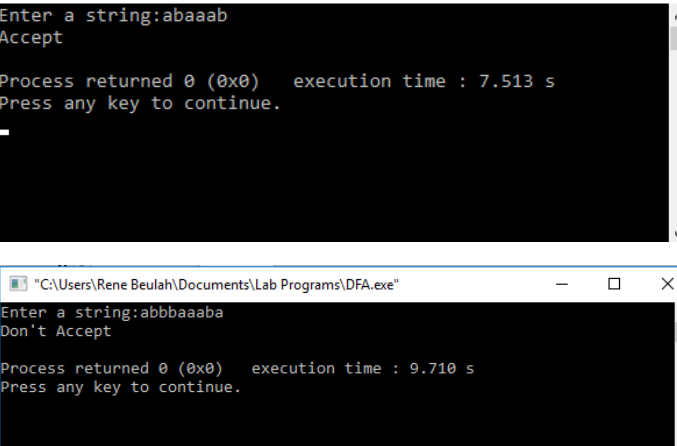 Enter a string:abaaab
Accept
Process returned 0 (0x0)   execution time : 7.513 s
Press any key to continue.
"C:\Users\Rene Beulah\Documents\Lab Programs\DFA.exe"
Enter a string:abbbaaaba
Don't Accept
Process returned 0 (0x0)   execution time : 9.710 s
Press any key to continue.